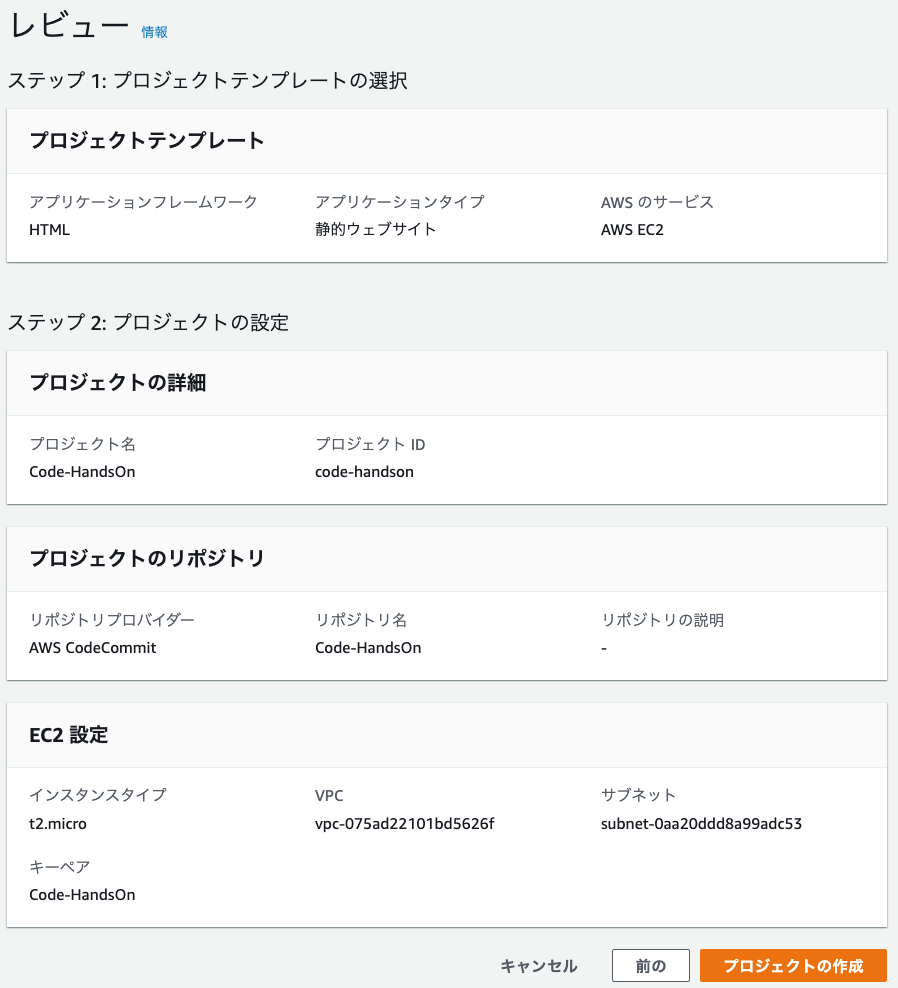 レビュー 情報
ステップ 1: プロジェクトテンプレートの選択
プロジェクトテンプレート
アプリケーションフレームワーク アプリケーションタイプ AWS のサービス
HTML 静的ウェブサイト AWS EC2
ステップ 2: プロジェクトの設定
プロジェクトの詳細
プロジェクト名 プロジェクト ID
Code-HandsOn code-handson
プロジェクトのリポジトリ
リポジトリプロバイダー リポジトリ名 リポジトリの説明
AWS CodeCommit Code-HandsOn -
EC2 設定
インスタンスタイプ VPC サブネット
t2.micro vpc-075ad22101bd5626f subnet-0aa20ddd8a99adc53
キーペア
Code-HandsOn
キャンセル 前の プロジェクトの作成